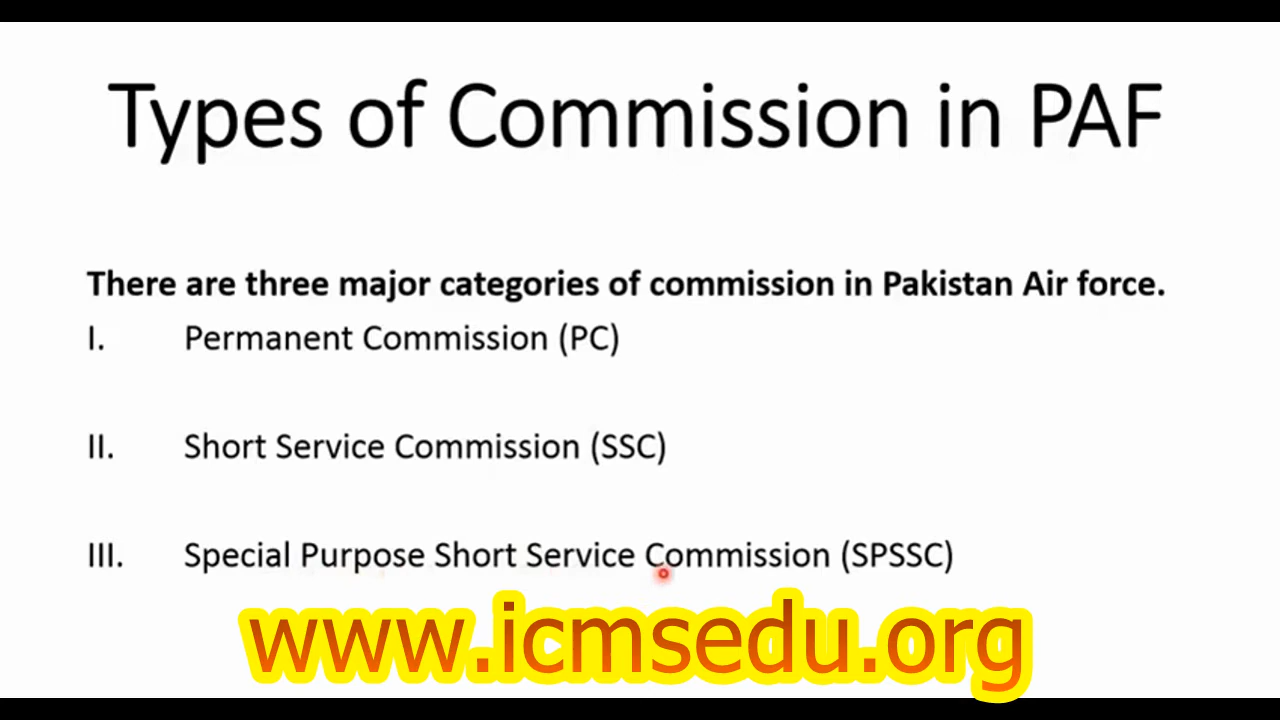 Types of Commission in PAF
There are three major categories of commission in Pakistan Air force.
I. Permanent Commission (PC)
II. Short Service Commission (SSC)
III. Special Purpose Short Service Commission (SPSSC)
www.icmsedu.org